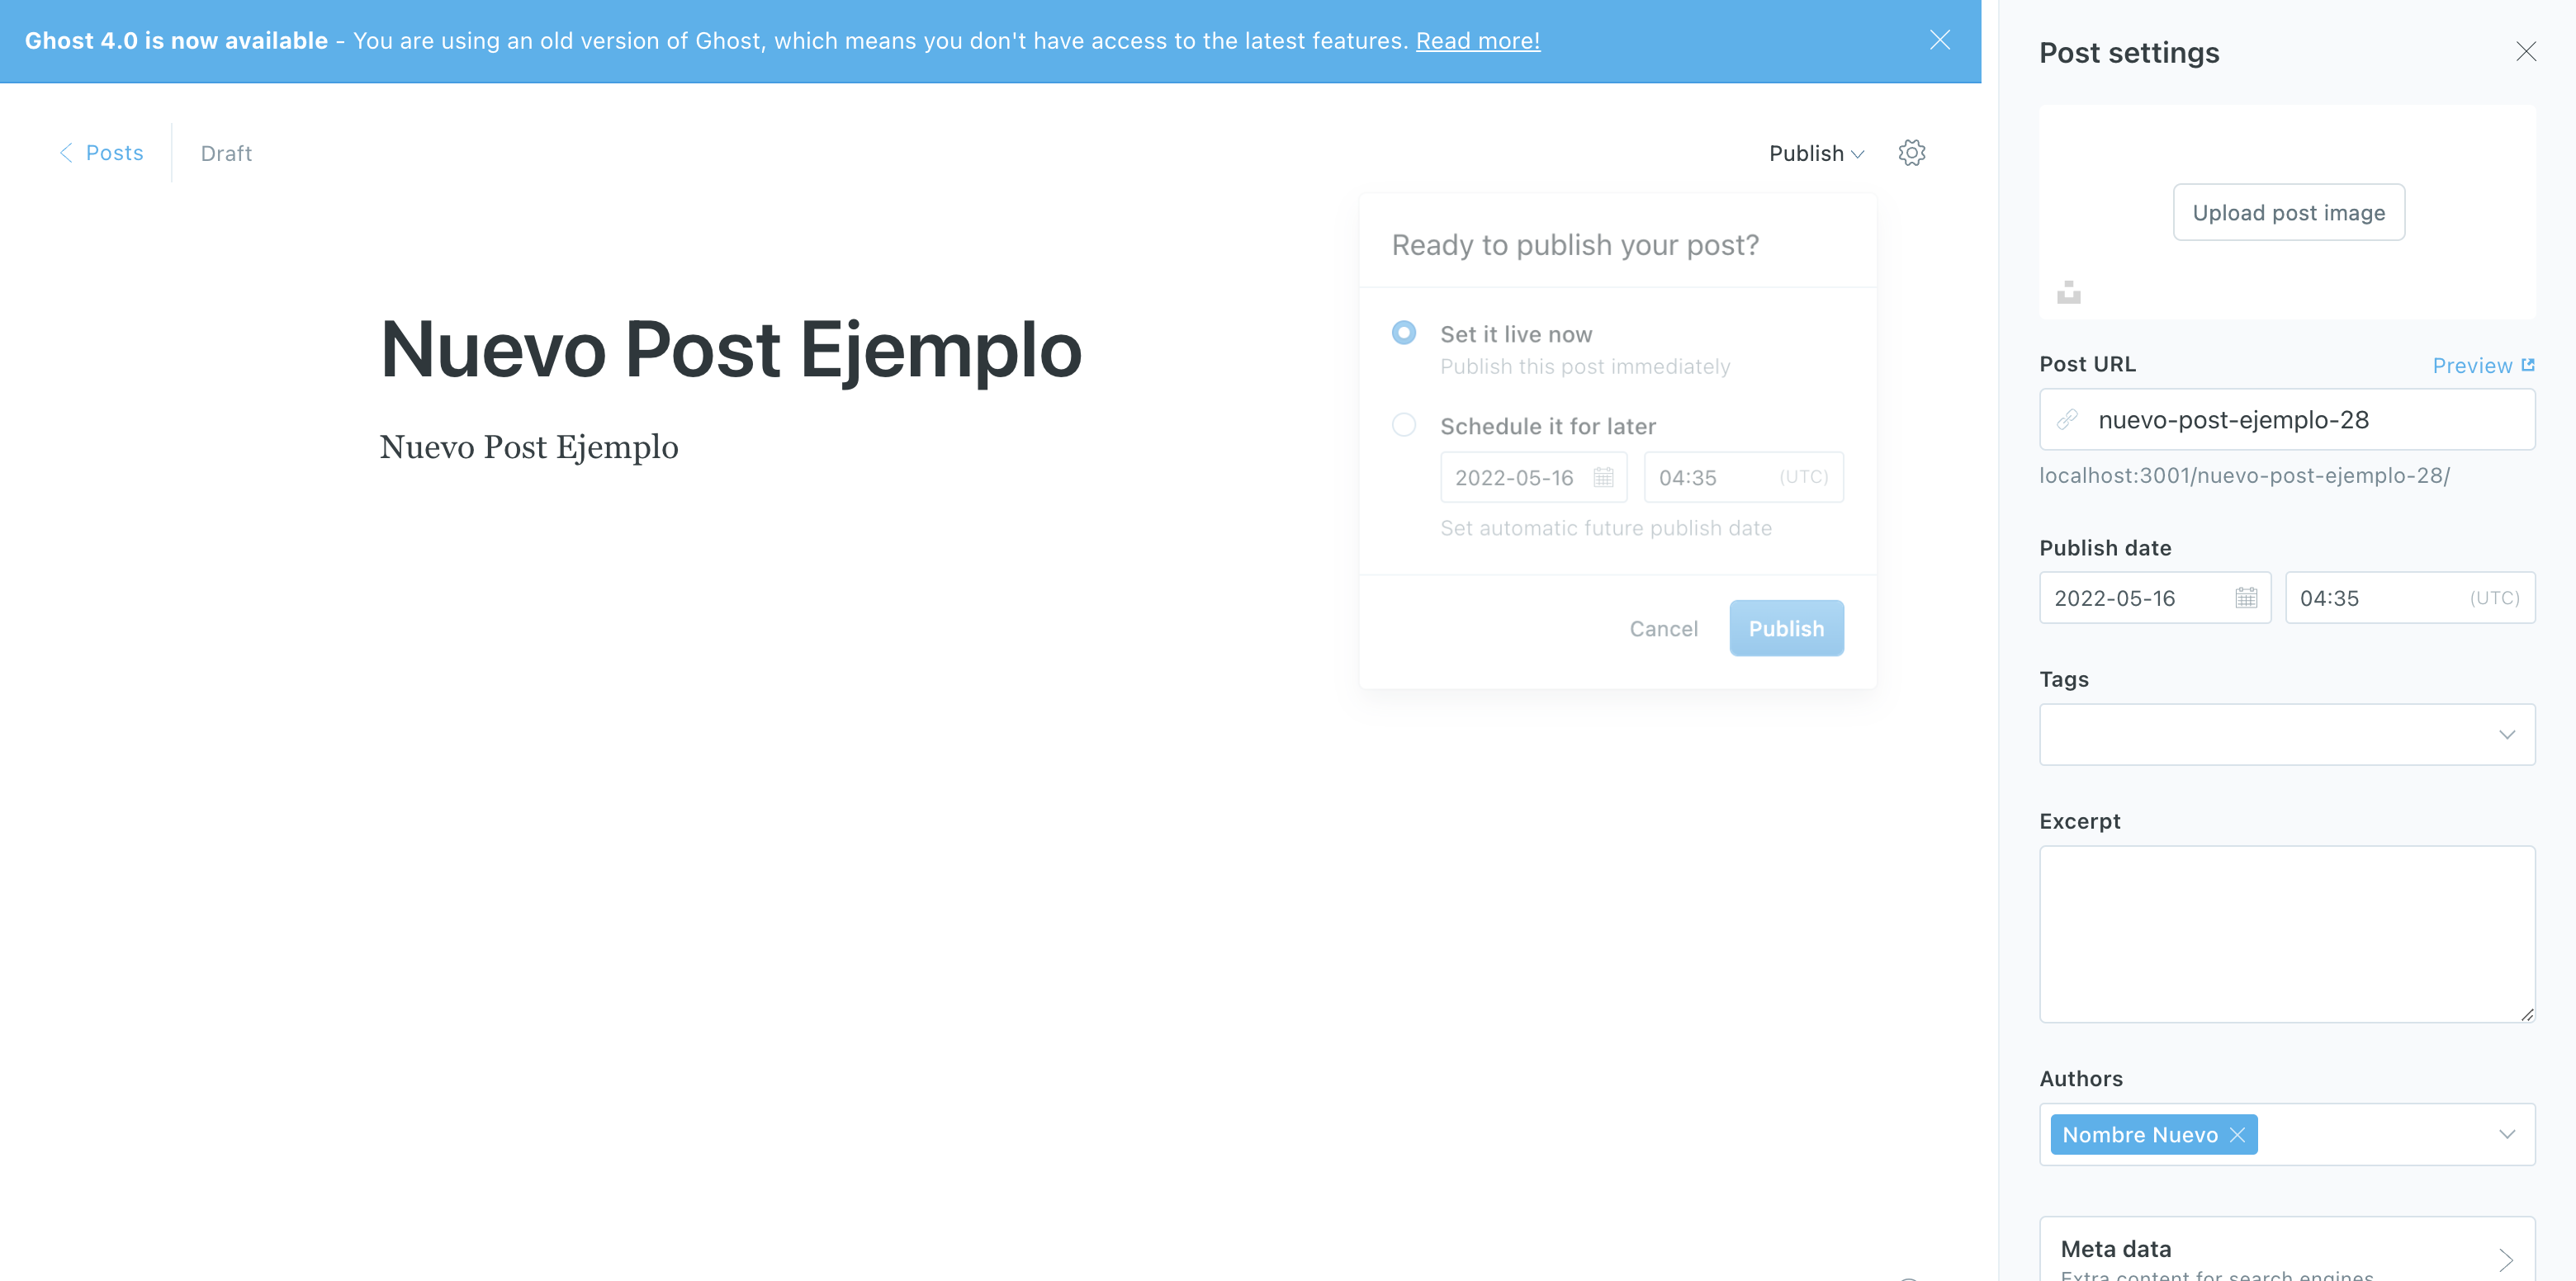 Ghost 4.0 is now available - You are using an old version of Ghost, which means you don't have access to the latest features. Read more!
Posts
Draft
Publish
Nuevo Post Ejemplo
Nuevo Post Ejemplo
Ready to publish your post?
Set it live now
Publish this post immediately
Schedule it for later
2022-05-16
04:35 (UTC)
Set automatic future publish date
Cancel
Publish
Post settings
Upload post image
Post URL
Preview
nuevo-post-ejemplo-28
localhost:3001/nuevo-post-ejemplo-28/
Publish date
2022-05-16
04:35 (UTC)
Tags
Excerpt
Authors
Nombre Nuevo
Meta data
Extra content for search engines